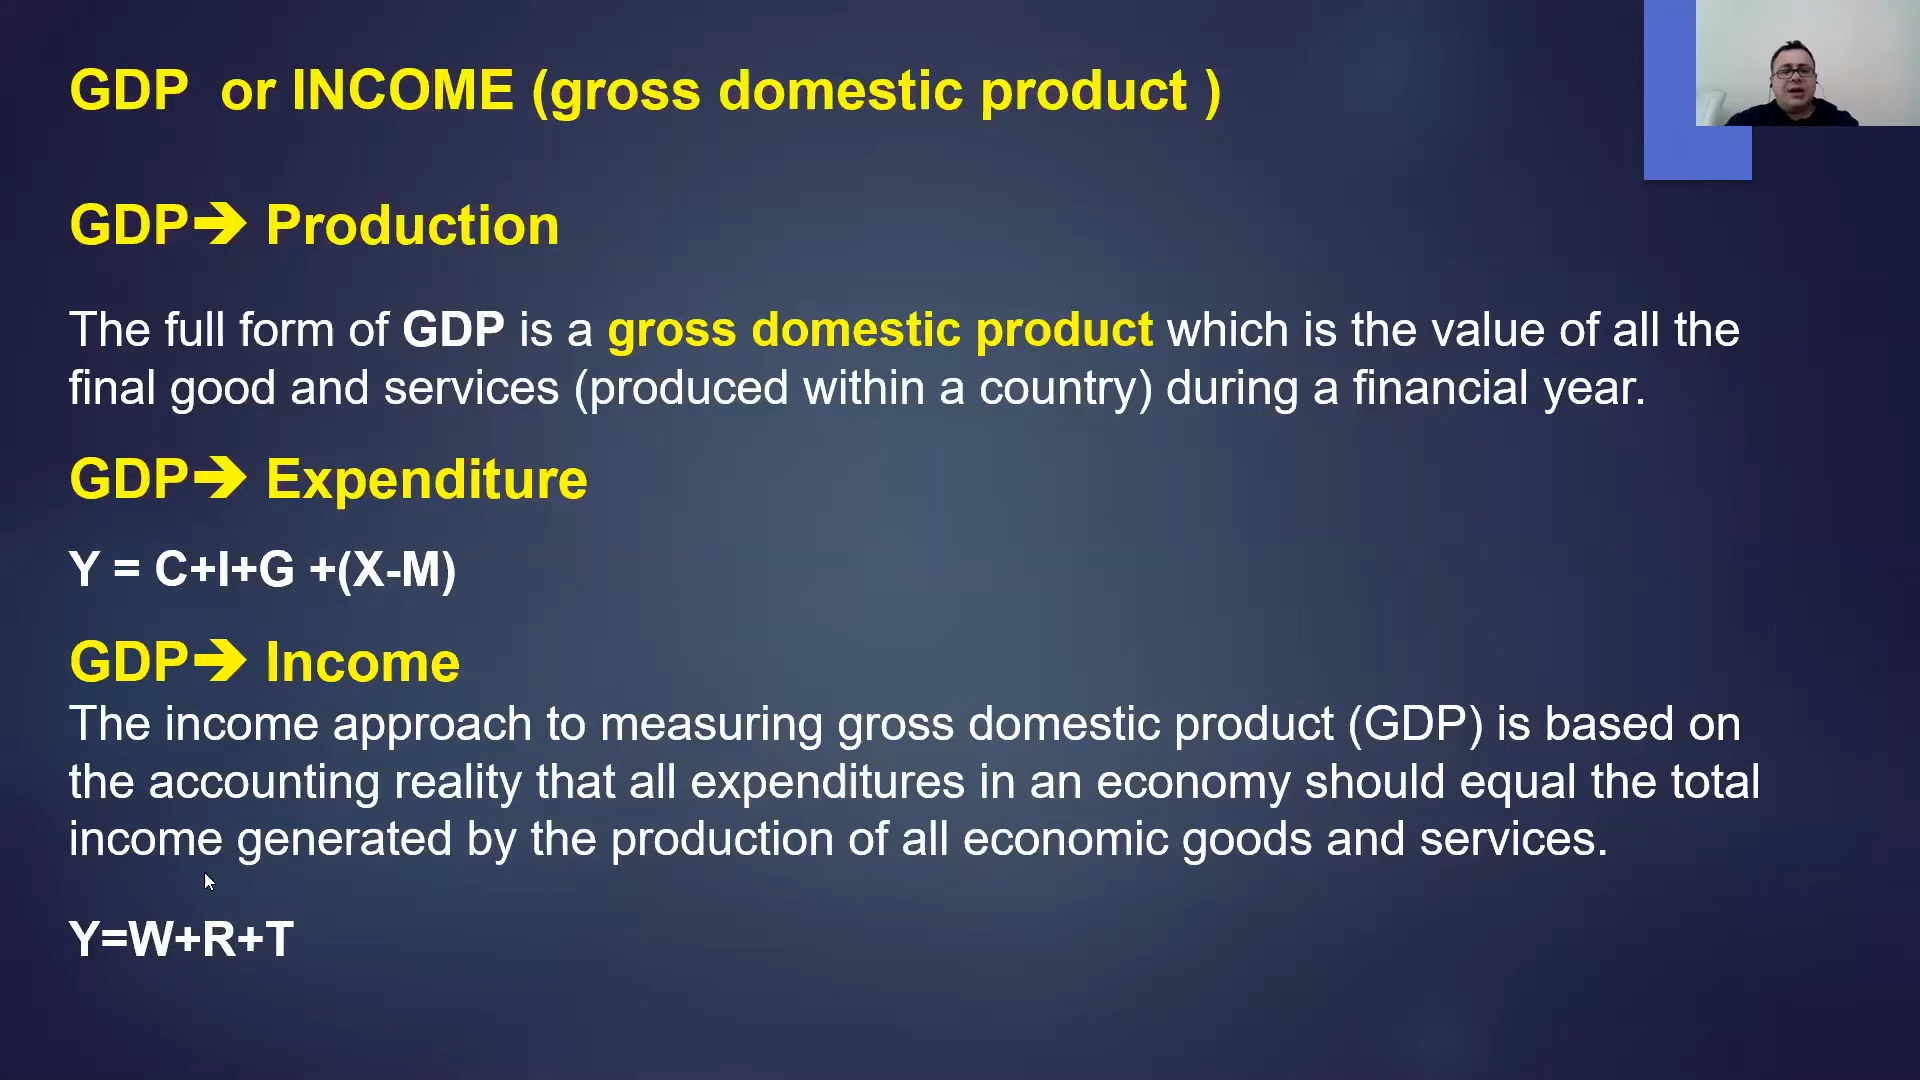 GDP or INCOME (gross domestic product )
GDP➔ Production
The full form of GDP is a gross domestic product which is the value of all the
final good and services (produced within a country) during a financial year.
GDP➔ Expenditure
Y = C+I+G +(X-M)
GDP➔ Income
The income approach to measuring gross domestic product (GDP) is based on
the accounting reality that all expenditures in an economy should equal the total
income generated by the production of all economic goods and services.
Y=W+R+T